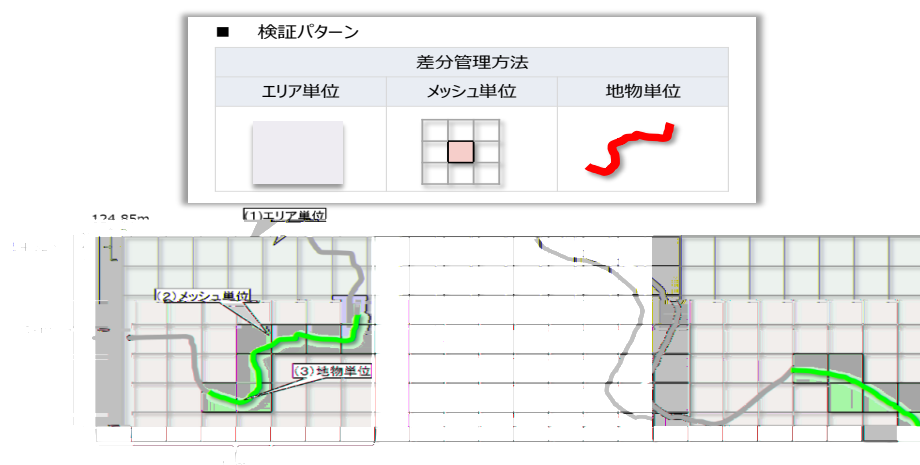 ■ 検証パターン
差分管理方法
エリア単位 メッシュ単位 地物単位
124.85m
(1)エリア単位
(2)メッシュ単位
(3)地物単位